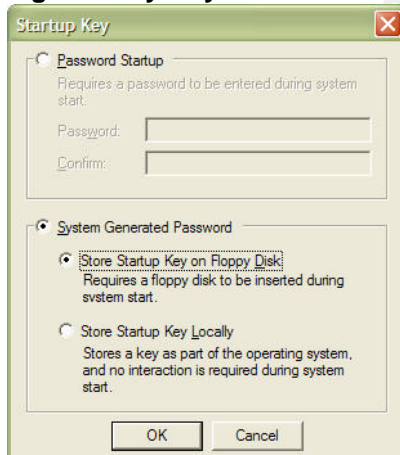 Startup Key
Password Startup
Requires a password to be entered during system
start.
Password:
Confirm:
System Generated Password
Store Startup Key on Floppy Disk
Requires a floppy disk to be inserted during
system start.
Store Startup Key Locally
Stores a key as part of the operating system,
and no interaction is required during system
start.
OK Cancel